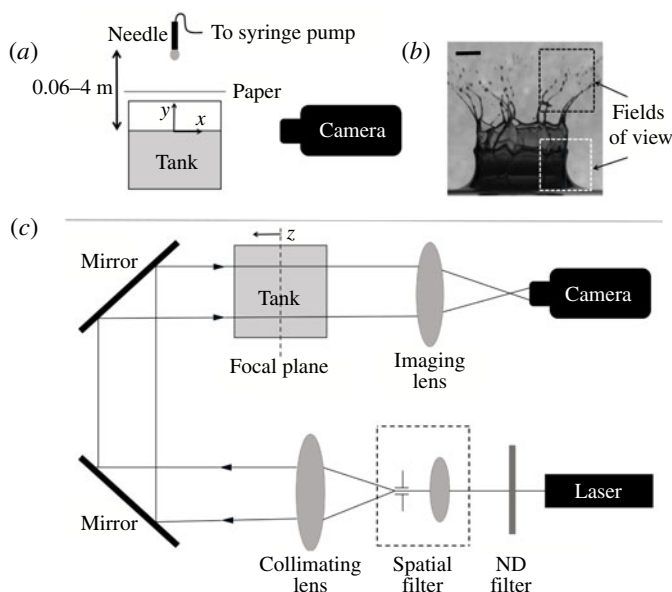 (a)
Needle
To syringe pump
0.06–4 m
Paper
y
x
Tank
Camera
(b)
Fields
of view
(c)
Mirror
z
Tank
Camera
Focal plane
Imaging
lens
Mirror
Laser
Collimating
lens
Spatial
filter
ND
filter